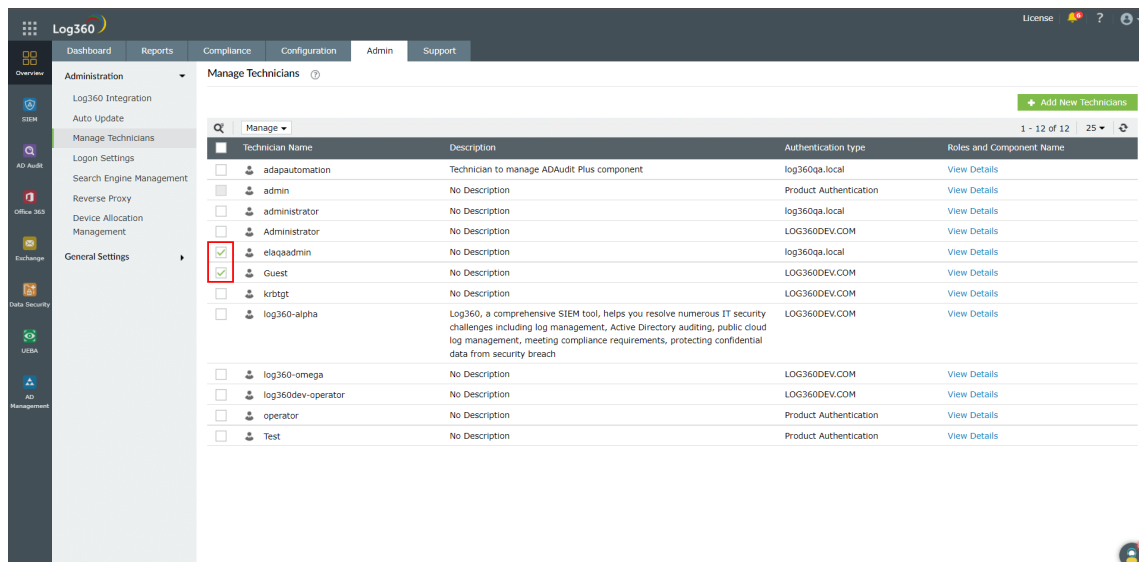 License 6 ?
Log360
Dashboard Reports Compliance Configuration Admin Support
Overview
SIEM
AD Audit
Office 365
Exchange
Data Security
UEBA
AD
Management
Administration
Log360 Integration
Auto Update
Manage Technicians
Logon Settings
Search Engine Management
Reverse Proxy
Device Allocation
Management
General Settings
Manage Technicians ?
+ Add New Technicians
Manage 1 - 12 of 12 25
Technician Name Description Authentication type Roles and Component Name
adapautomation Technician to manage ADAudit Plus component log360qa.local View Details
admin No Description Product Authentication View Details
administrator No Description log360qa.local View Details
Administrator No Description LOG360DEV.COM View Details
elaqaadmin No Description log360qa.local View Details
Guest No Description LOG360DEV.COM View Details
krbtgt No Description LOG360DEV.COM View Details
log360-alpha Log360, a comprehensive SIEM tool, helps you resolve numerous IT security LOG360DEV.COM View Details
challenges including log management, Active Directory auditing, public cloud
log management, meeting compliance requirements, protecting confidential
data from security breach
log360-omega No Description LOG360DEV.COM View Details
log360dev-operator No Description LOG360DEV.COM View Details
operator No Description Product Authentication View Details
Test No Description Product Authentication View Details